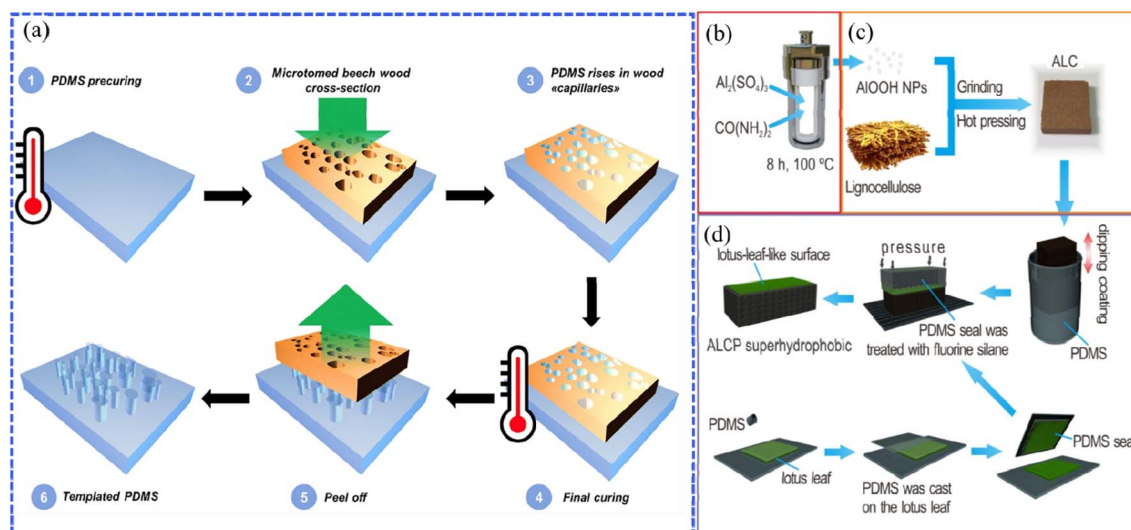 (a)
1 PDMS precuring
2 Microtomed beech wood
cross-section
3 PDMS rises in wood
«capillaries»
6 Templated PDMS
5 Peel off
4 Final curing
(b)
Al2(SO4)3
CO(NH2)2
8 h, 100 ºC
(c)
AlOOH NPs
Lignocellulose
Grinding
Hot pressing
ALC
(d)
lotus-leaf-like surface
ALCP superhydrophobic
pressure
PDMS seal was
treated with fluorine silane
dipping coating
PDMS
PDMS
lotus leaf
PDMS was cast
on the lotus leaf
PDMS sea